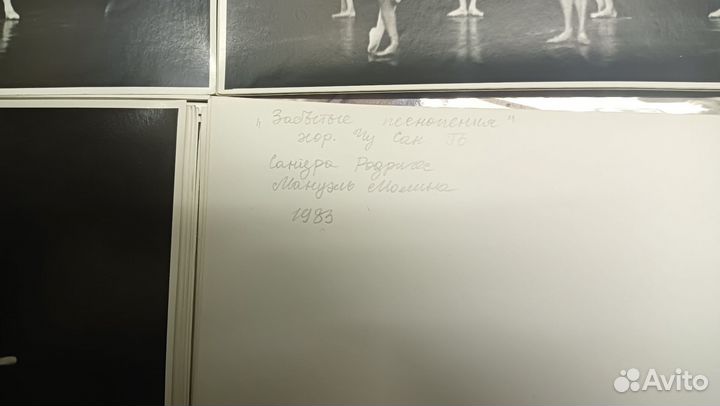 „Забытые песнопения"
хор. Чу Сан Го
Сандра Родригес
Мануэль Молина
1983
Avito